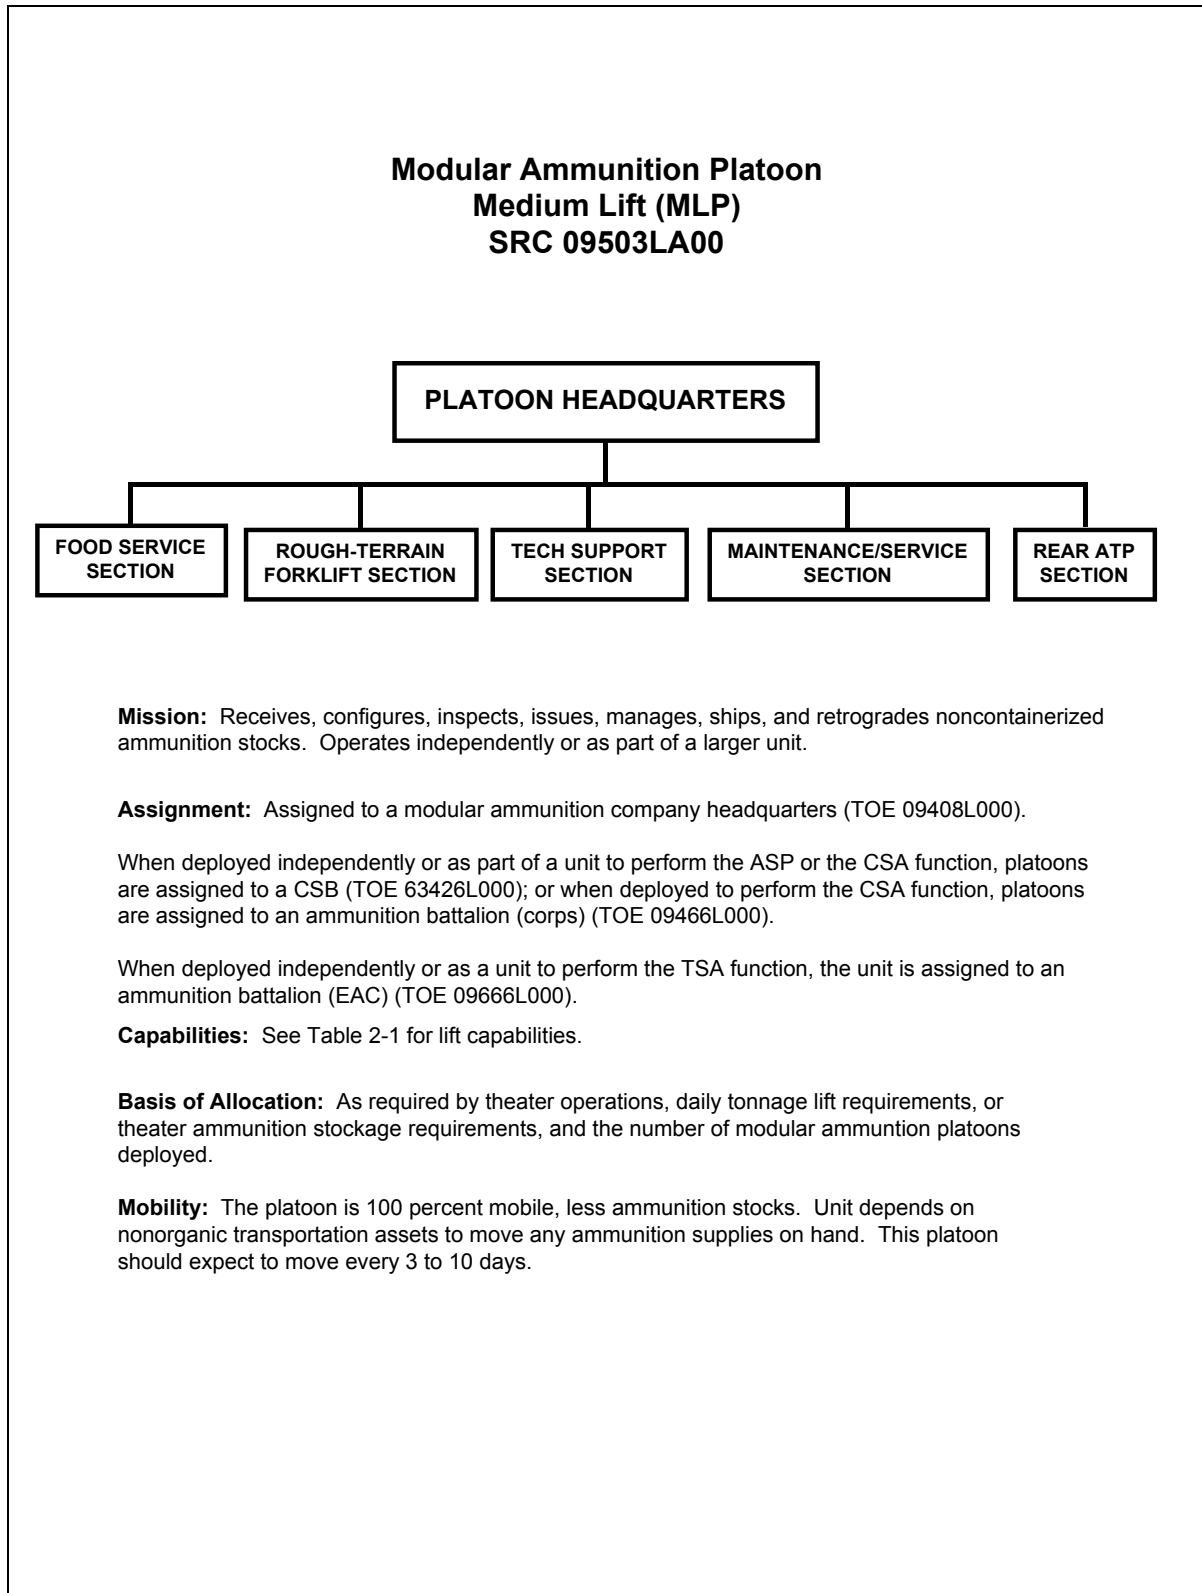 Modular Ammunition Platoon
Medium Lift (MLP)
SRC 09503LA00
PLATOON HEADQUARTERS
FOOD SERVICE
SECTION
ROUGH-TERRAIN
FORKLIFT SECTION
TECH SUPPORT
SECTION
MAINTENANCE/SERVICE
SECTION
REAR ATP
SECTION
Mission: Receives, configures, inspects, issues, manages, ships, and retrogrades noncontainerized
ammunition stocks. Operates independently or as part of a larger unit.
Assignment: Assigned to a modular ammunition company headquarters (TOE 09408L000).
When deployed independently or as part of a unit to perform the ASP or the CSA function, platoons
are assigned to a CSB (TOE 63426L000); or when deployed to perform the CSA function, platoons
are assigned to an ammunition battalion (corps) (TOE 09466L000).
When deployed independently or as a unit to perform the TSA function, the unit is assigned to an
ammunition battalion (EAC) (TOE 09666L000).
Capabilities: See Table 2-1 for lift capabilities.
Basis of Allocation: As required by theater operations, daily tonnage lift requirements, or
theater ammunition stockage requirements, and the number of modular ammuntion platoons
deployed.
Mobility: The platoon is 100 percent mobile, less ammunition stocks. Unit depends on
nonorganic transportation assets to move any ammunition supplies on hand. This platoon
should expect to move every 3 to 10 days.